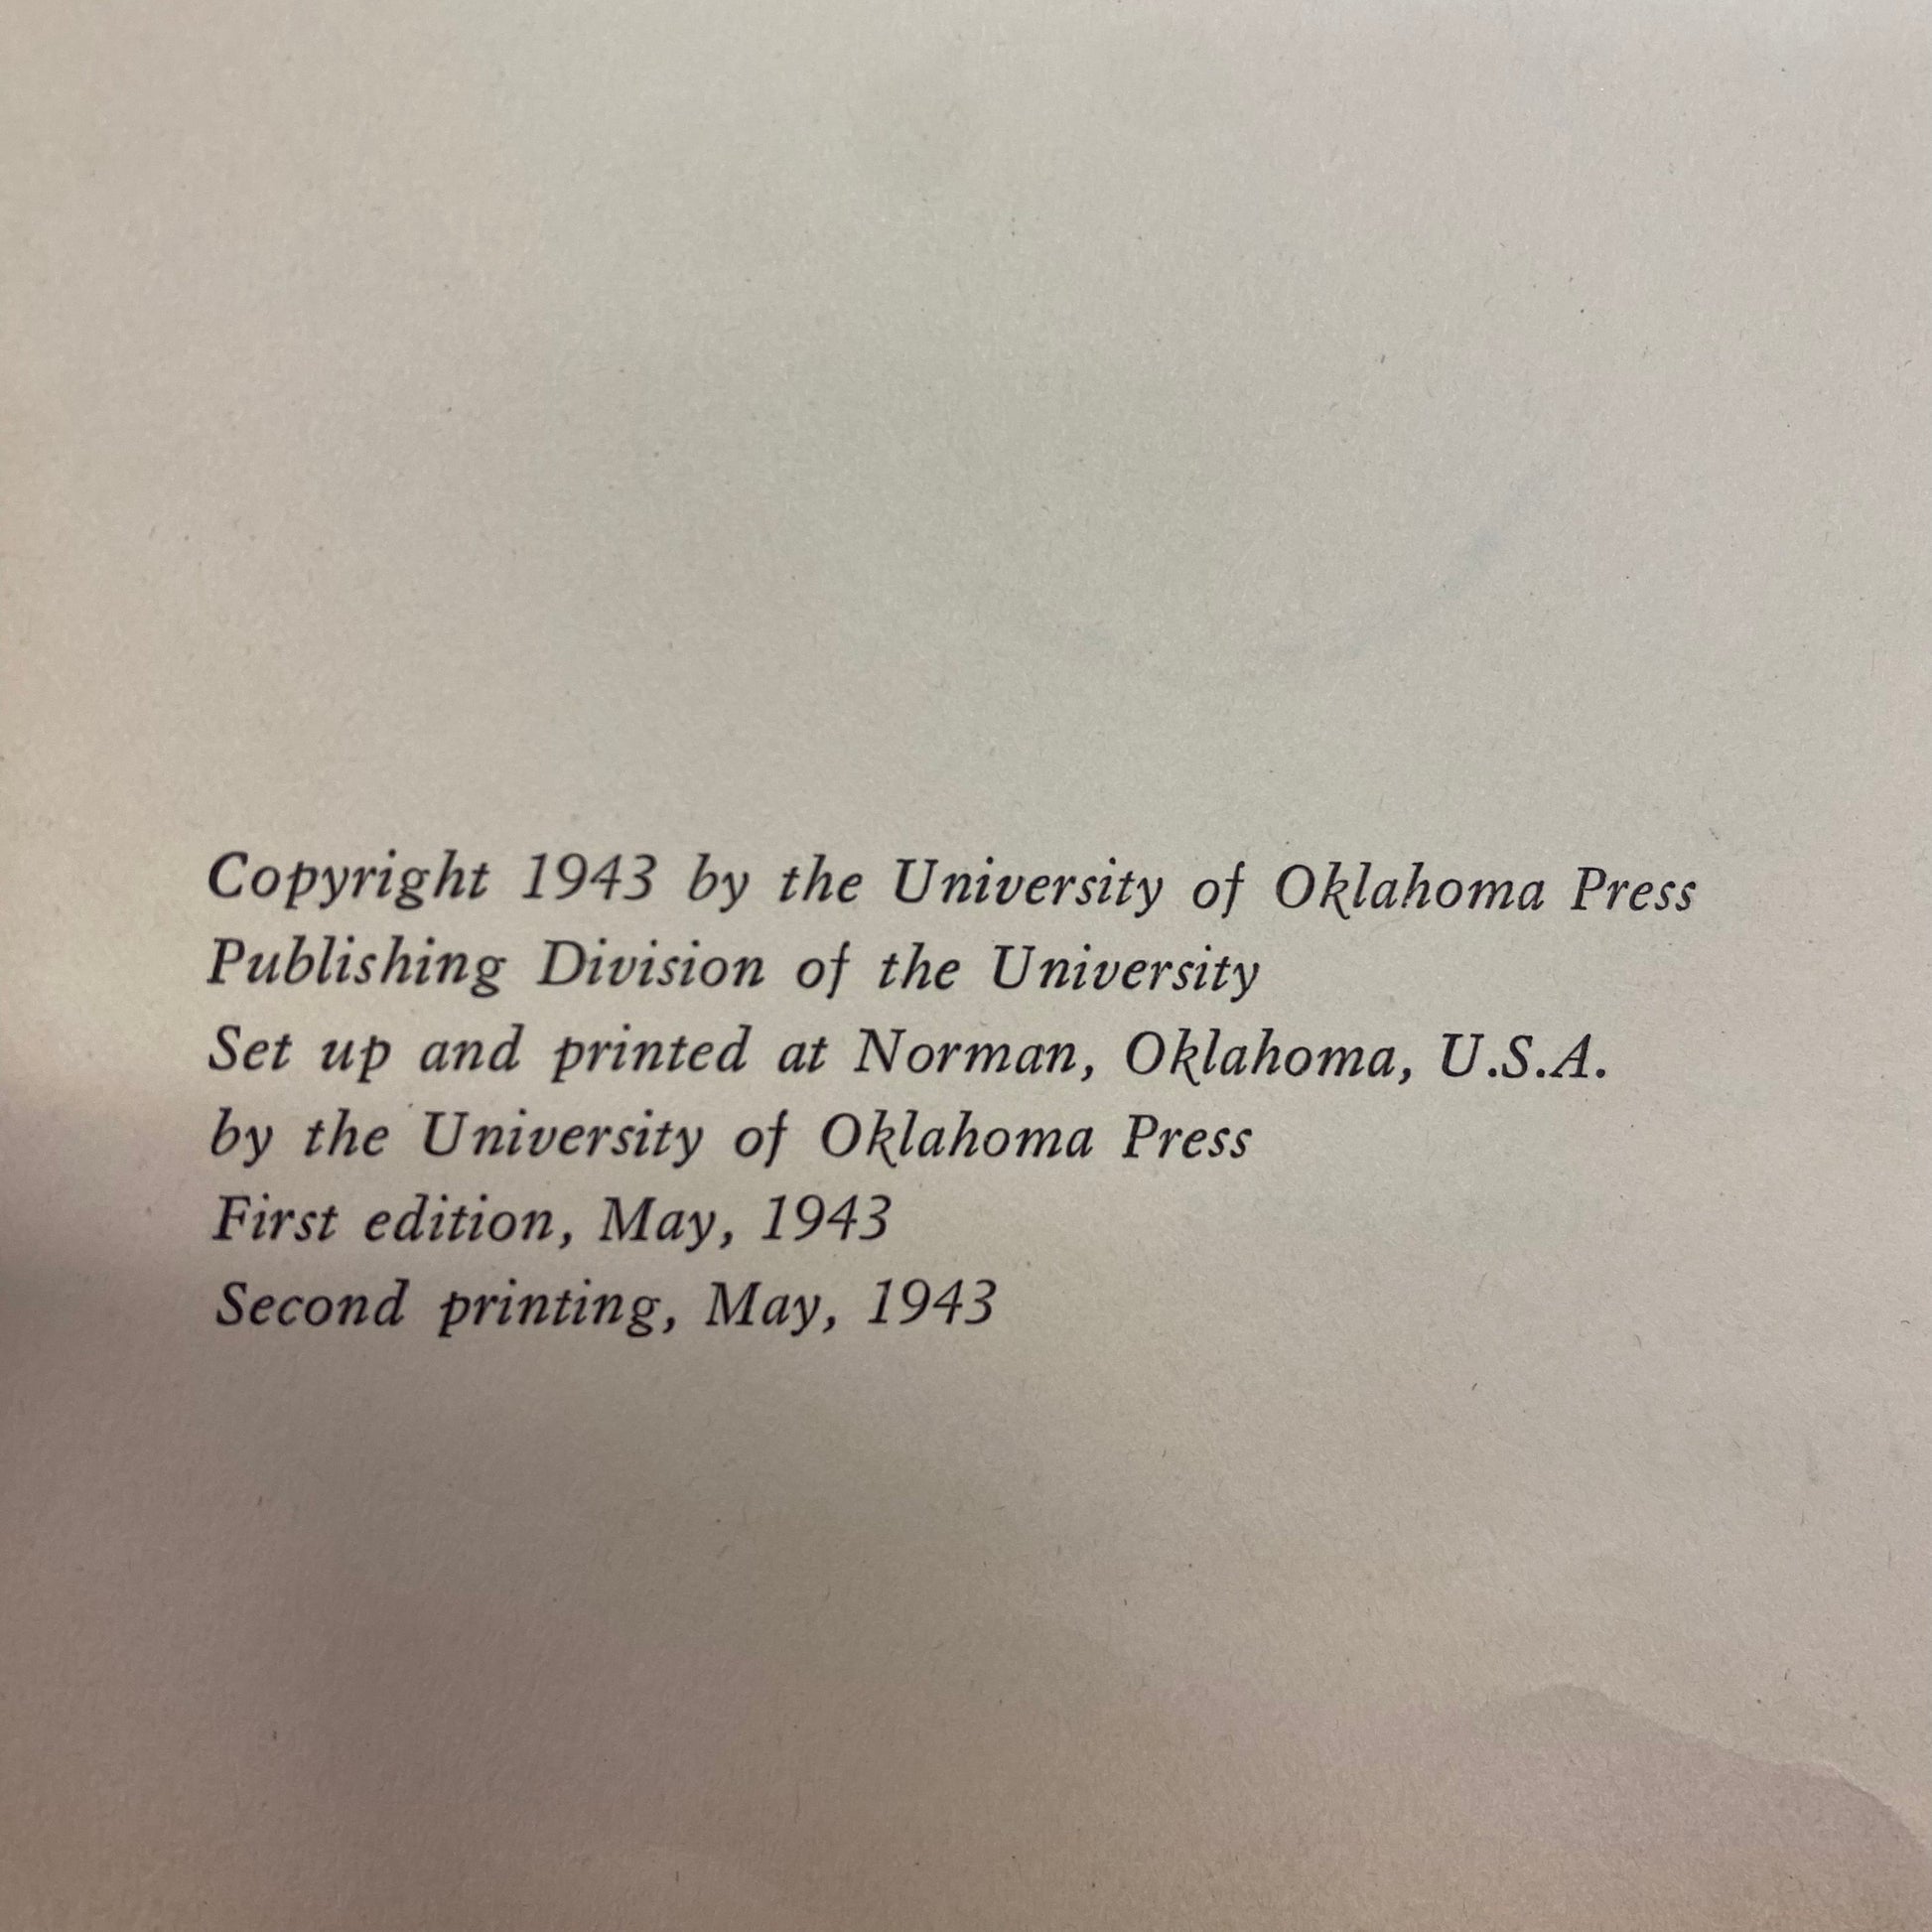 Copyright 1943 by the University of Oklahoma Press
Publishing Division of the University
Set up and printed at Norman, Oklahoma, U.S.A.
by the University of Oklahoma Press
First edition, May, 1943
Second printing, May, 1943